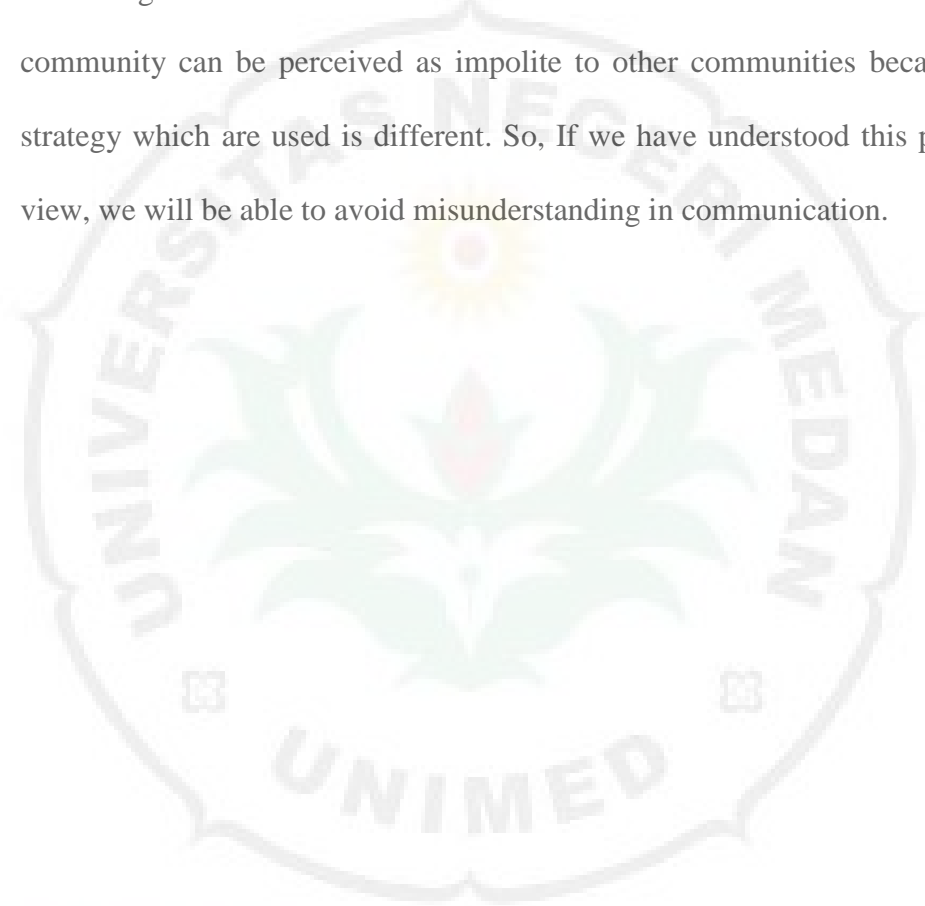 community can be perceived as impolite to other communities
strategy which are used is different. So, If we have understood this
view, we will be able to avoid misunderstanding in communication.
UNIVERSITAS NEGERI MEDAN
UNIMED